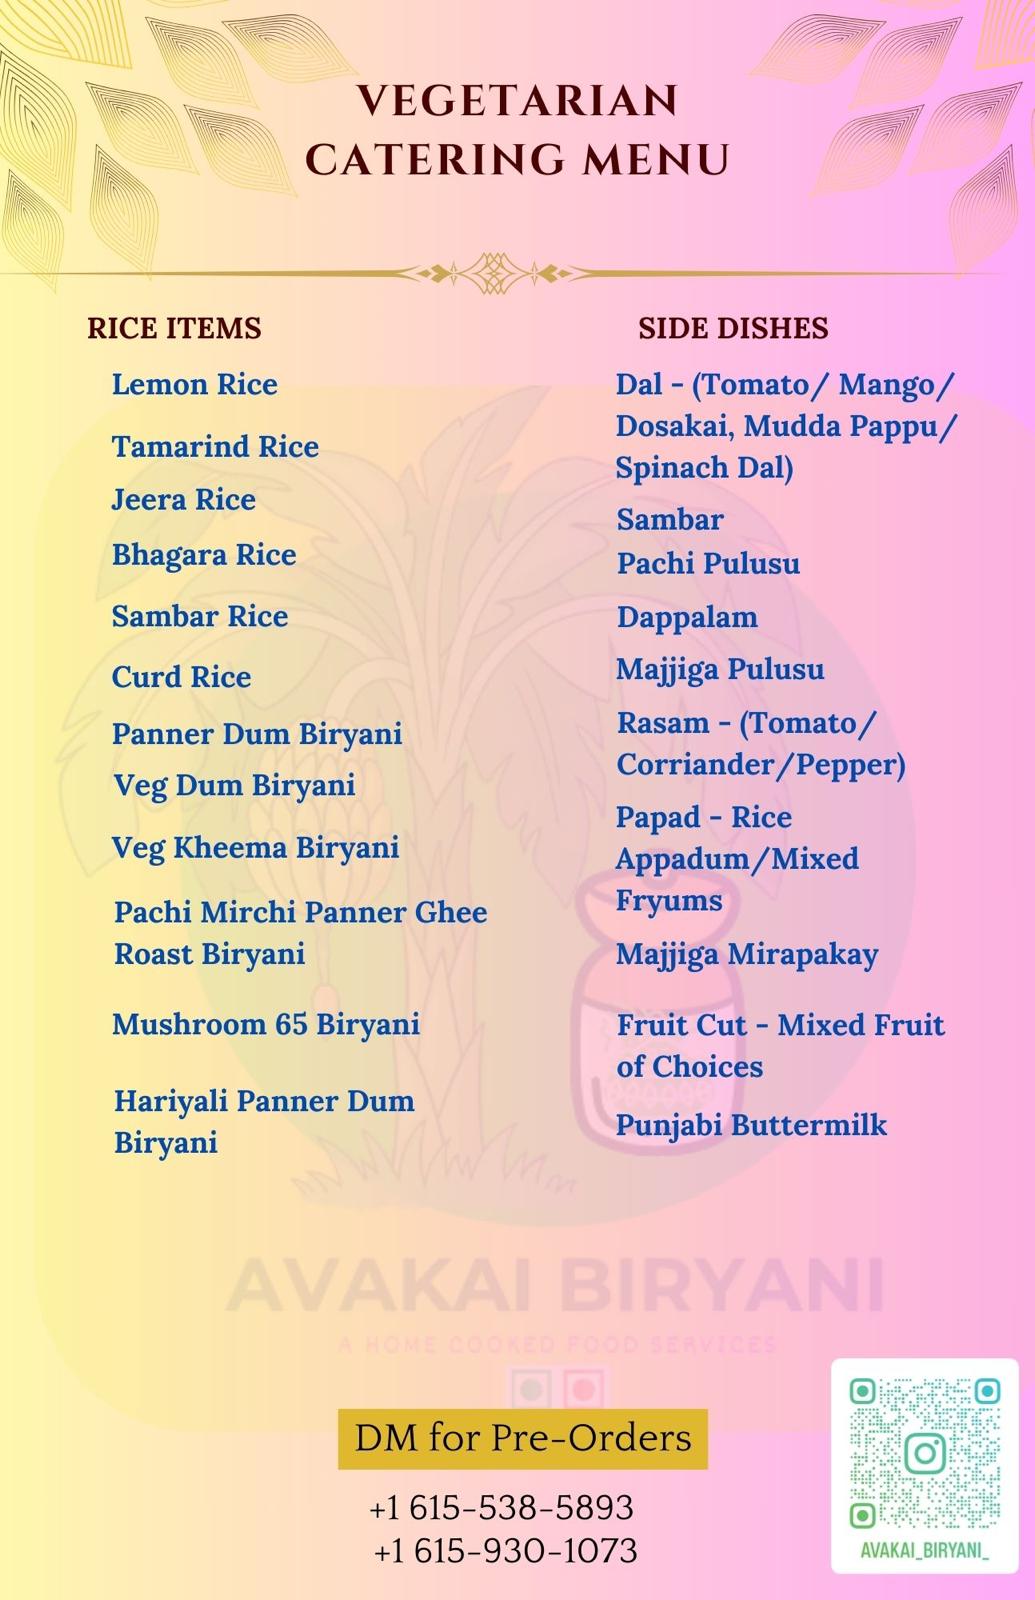 VEGETARIAN
CATERING MENU
RICE ITEMS
Lemon Rice
Tamarind Rice
Jeera Rice
Bhagara Rice
Sambar Rice
Curd Rice
Panner Dum Biryani
Veg Dum Biryani
Veg Kheema Biryani
Pachi Mirchi Panner Ghee
Roast Biryani
Mushroom 65 Biryani
Hariyali Panner Dum
Biryani
SIDE DISHES
Dal - (Tomato/ Mango/
Dosakai, Mudda Pappu/
Spinach Dal)
Sambar
Pachi Pulusu
Dappalam
Majjiga Pulusu
Rasam - (Tomato/
Corriander/Pepper)
Papad - Rice
Appadum/Mixed
Fryums
Majjiga Mirapakay
Fruit Cut - Mixed Fruit
of Choices
Punjabi Buttermilk
AVAKAI BIRYANI
A HOME COOKED FOOD SERVICES
DM for Pre-Orders
+1 615-538-5893
+1 615-930-1073
AVAKAI_BIRYANI_